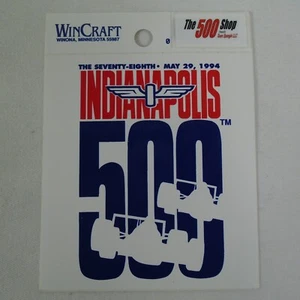 WINCRAFT
WINONA, MINNESOTA 55987
The
500 Shop
THE SEVENTY-EIGHTH • MAY 29, 1994
INDIANAPOLIS
500™